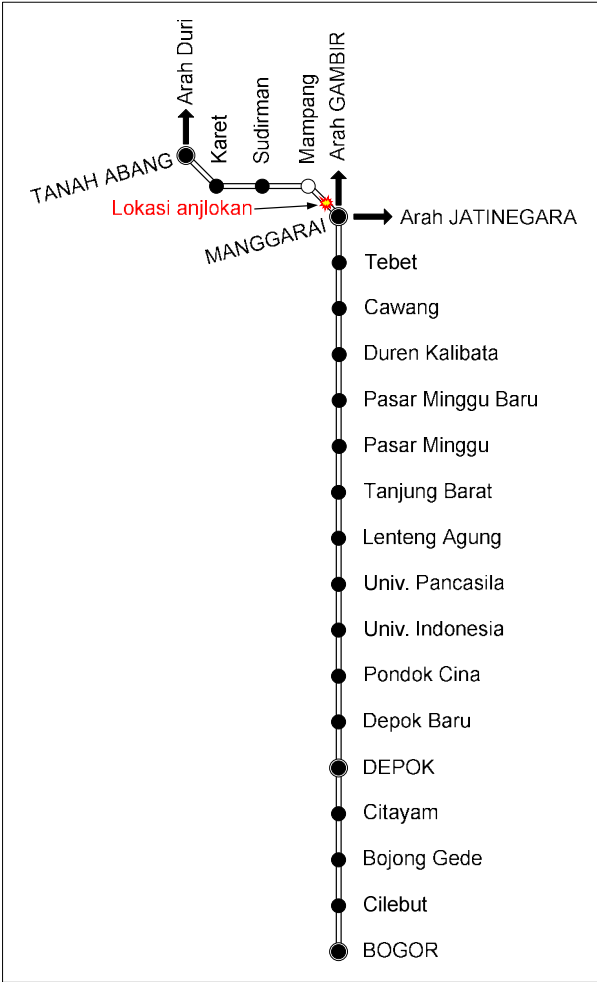 Arah Duri
Karet
Sudirman
Mampang
Arah GAMBIR
TANAH ABANG
Lokasi anjlokan
MANGGARAI
Arah JATINEGARA
Tebet
Cawang
Duren Kalibata
Pasar Minggu Baru
Pasar Minggu
Tanjung Barat
Lenteng Agung
Univ. Pancasila
Univ. Indonesia
Pondok Cina
Depok Baru
DEPOK
Citayam
Bojong Gede
Cilebut
BOGOR